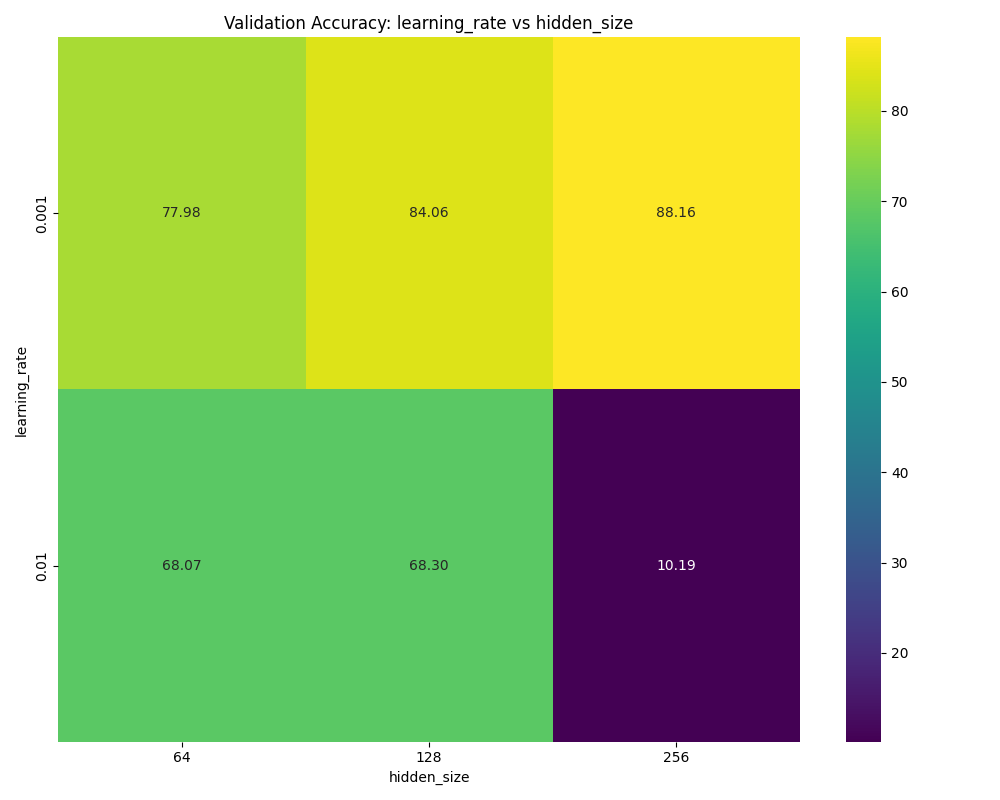 Validation Accuracy: learning_rate vs hidden_size
learning_rate
0.001
77.98 84.06 88.16
0.01
68.07 68.30 10.19
64 128 256
hidden_size
80
70
60
50
40
30
20